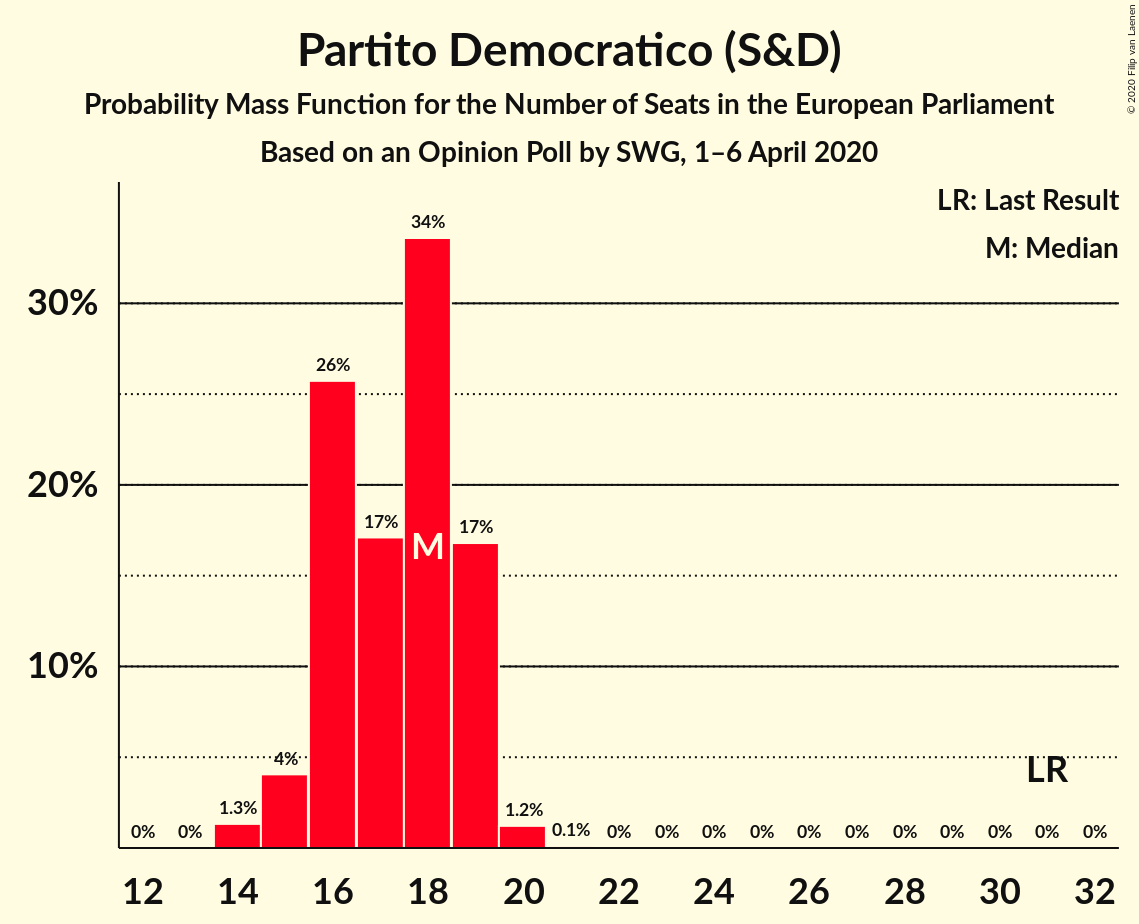 Partito Democratico (S&D)
Probability Mass Function for the Number of Seats in the European Parliament
Based on an Opinion Poll by SWG, 1–6 April 2020
© 2020 Filip van Laenen
LR: Last Result
M: Median
30%
20%
10%
0% 0% 1.3% 4% 26% 17% 34% 17% 1.2% 0.1% 0% 0% 0% 0% 0% 0% 0% 0% 0% 0% 0%
M
LR
12 14 16 18 20 22 24 26 28 30 32